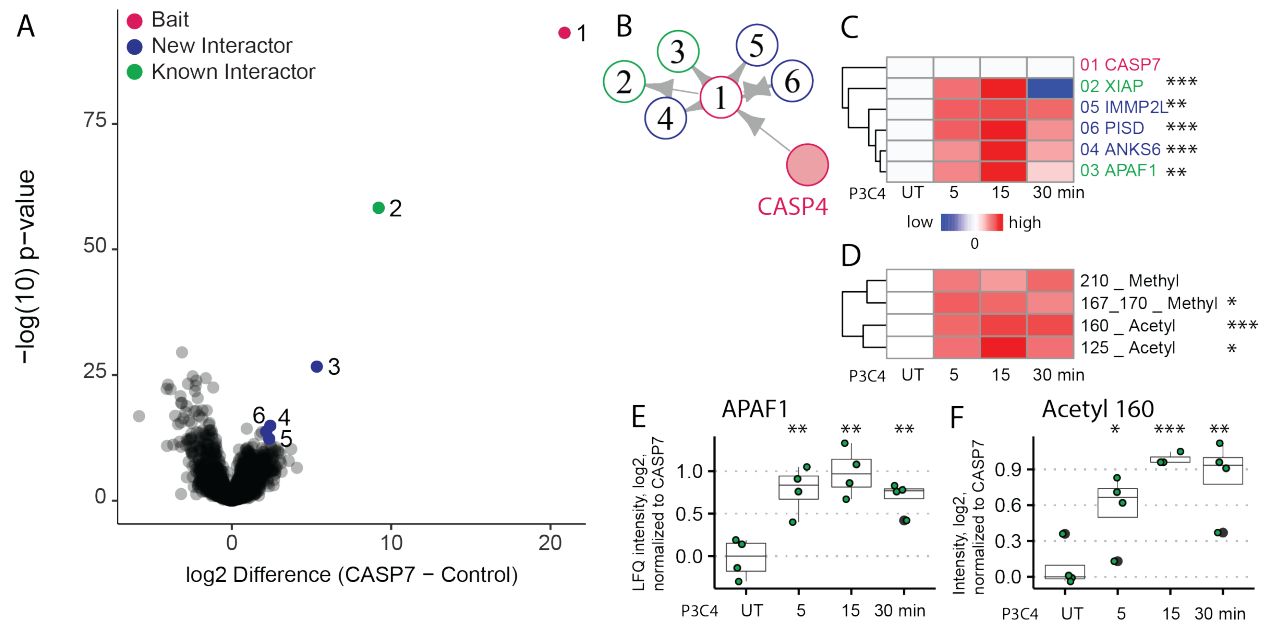 A
Bait
New Interactor
Known Interactor
1
2
3
6
4
5
75
50
25
0
0
10
20
−log(10) p−value
log2 Difference (CASP7 − Control)
B
3
5
2
6
1
4
CASP4
C
01 CASP7
02 XIAP ***
05 IMMP2L **
06 PISD ***
04 ANKS6 ***
03 APAF1 **
P3C4 UT 5 15 30 min
low high
0
D
210 _ Methyl
167_170 _ Methyl *
160 _ Acetyl ***
125 _ Acetyl *
P3C4 UT 5 15 30 min
E APAF1
** ** **
LFQ intensity, log2,
normalized to CASP7
1.0
0.5
0.0
P3C4 UT 5 15 30 min
F Acetyl 160
* *** **
Intensity, log2,
normalized to CASP7
0.9
0.6
0.3
0.0
P3C4 UT 5 15 30 min